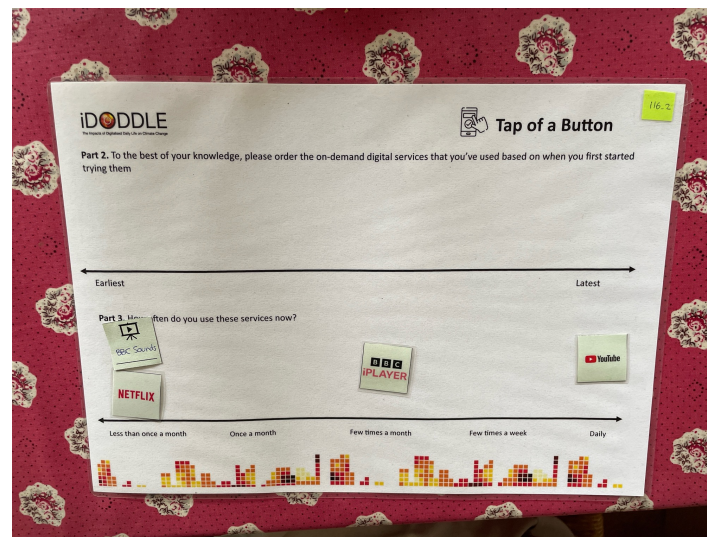 116_2
iDODDLE
The Impacts of Digitalised Daily Life on Climate Change
Tap of a Button
Part 2. To the best of your knowledge, please order the on-demand digital services that you've used based on when you first started
trying them
Earliest Latest
Part 3. How often do you use these services now?
BBC Sounds
BBC
iPLAYER
YouTube
NETFLIX
Less than once a month Once a month Few times a month Few times a week Daily